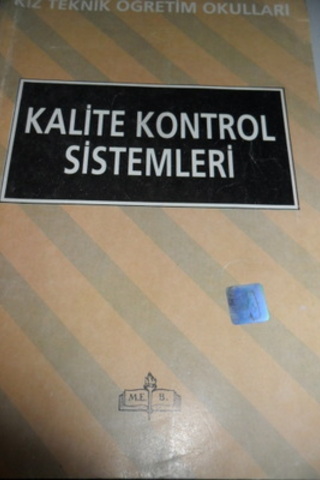 KIZ TEKNİK ÖĞRETİM OKULLARI
KALİTE KONTROL
SİSTEMLERİ
M.E. B.